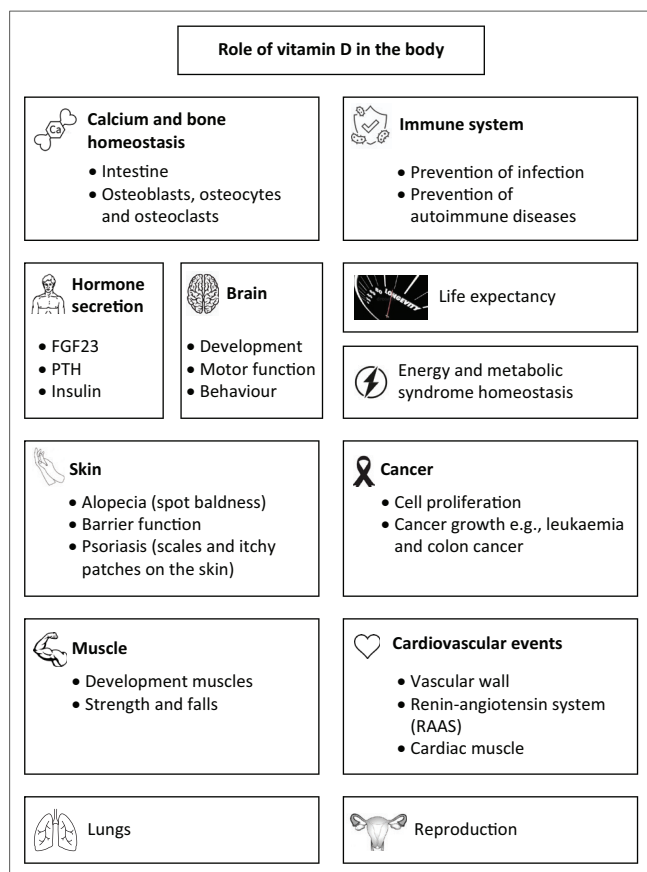 Role of vitamin D in the body
Ca
Calcium and bone
homeostasis
• Intestine
• Osteoblasts, osteocytes
and osteoclasts
Immune system
• Prevention of infection
• Prevention of
autoimmune diseases
Hormone
secretion
• FGF23
• PTH
• Insulin
Brain
• Development
• Motor function
• Behaviour
LONGEVITY
Life expectancy
Energy and metabolic
syndrome homeostasis
Skin
• Alopecia (spot baldness)
• Barrier function
• Psoriasis (scales and itchy
patches on the skin)
Cancer
• Cell proliferation
• Cancer growth e.g., leukaemia
and colon cancer
Muscle
• Development muscles
• Strength and falls
Cardiovascular events
• Vascular wall
• Renin-angiotensin system
(RAAS)
• Cardiac muscle
Lungs
Reproduction